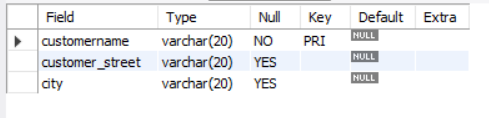 Field Type Null Key Default Extra
customername varchar(20) NO PRI NULL
customer_street varchar(20) YES NULL
city varchar(20) YES NULL